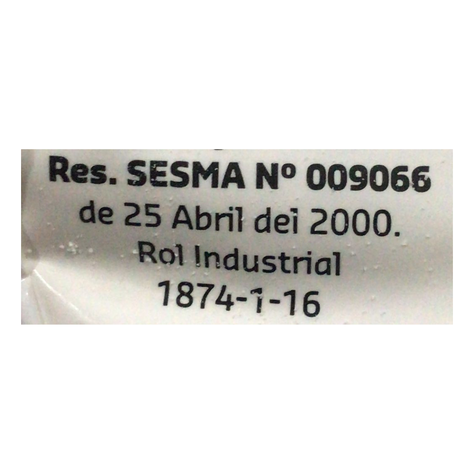 Res. SESMA Nº 009066
de 25 Abril del 2000.
Rol Industrial
1874-1-16